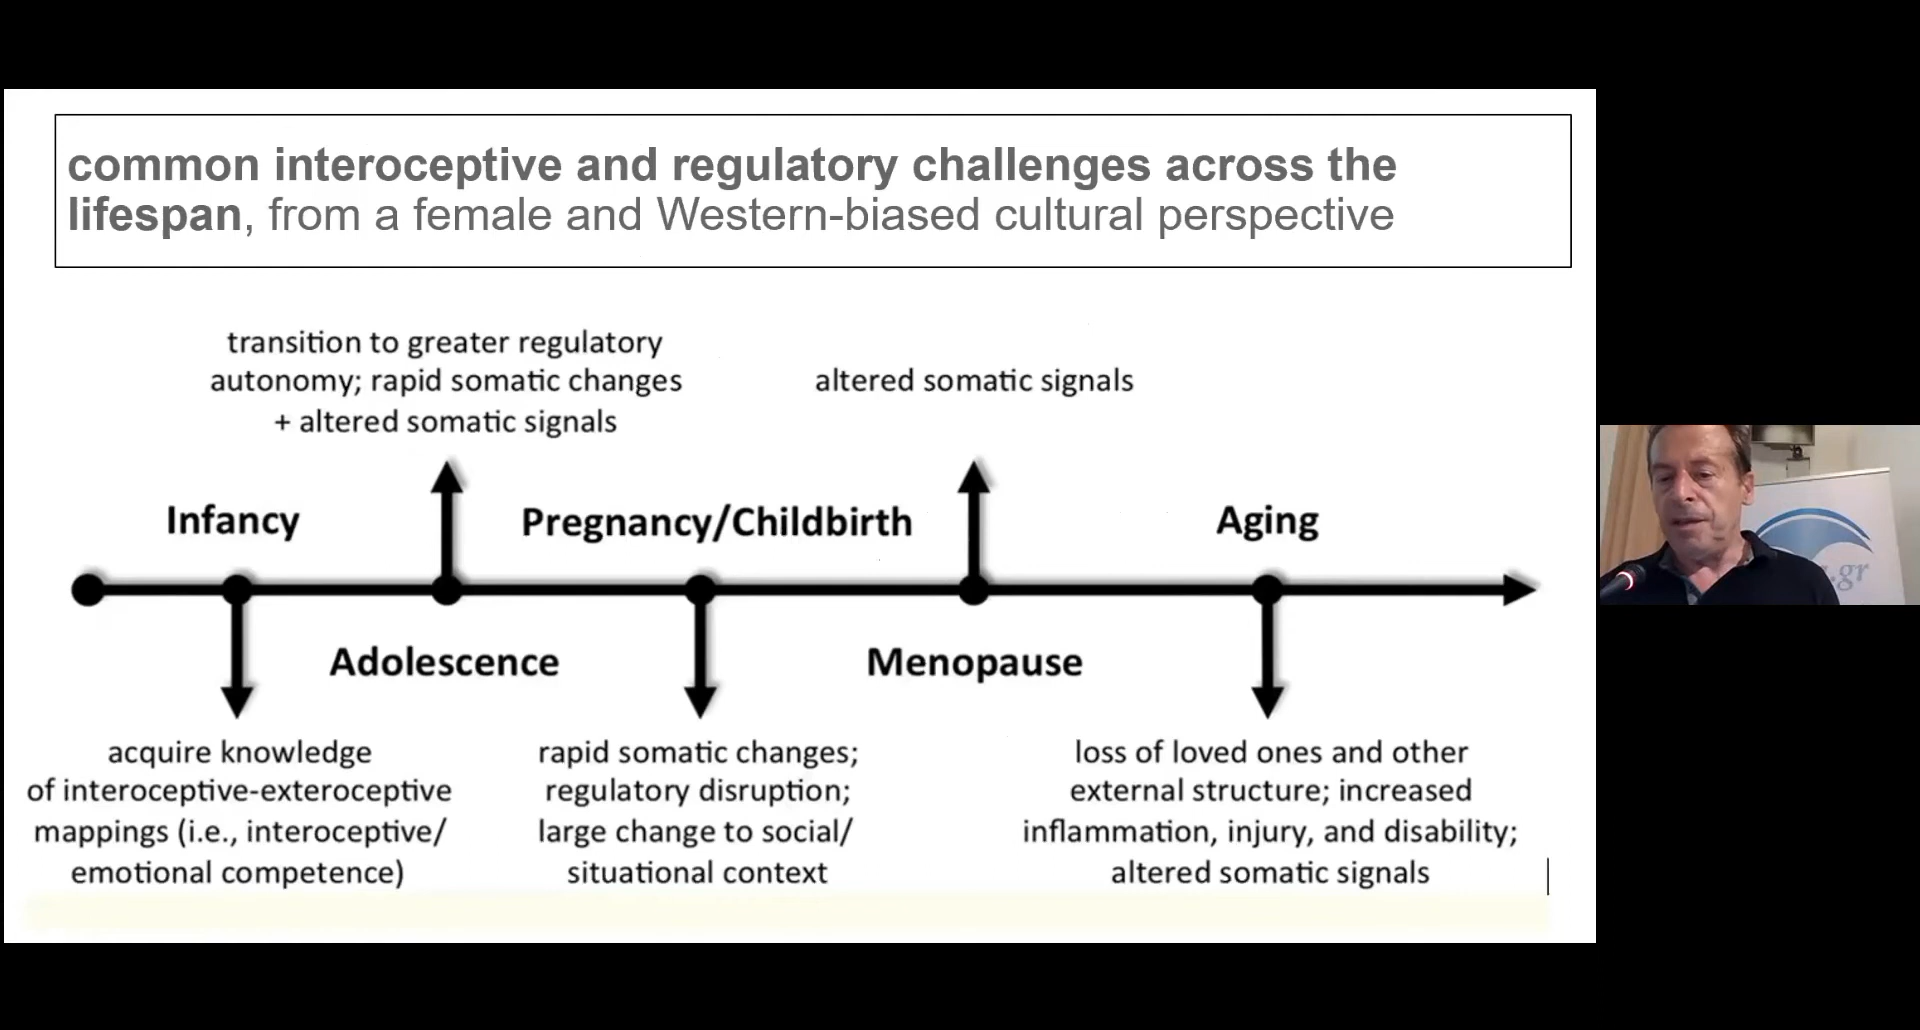 common interoceptive and regulatory challenges across the
lifespan, from a female and Western-biased cultural perspective
transition to greater regulatory
autonomy; rapid somatic changes
+ altered somatic signals
altered somatic signals
Infancy
Pregnancy/Childbirth
Aging
Adolescence
Menopause
acquire knowledge
of interoceptive-exteroceptive
mappings (i.e., interoceptive/
emotional competence)
rapid somatic changes;
regulatory disruption;
large change to social/
situational context
loss of loved ones and other
external structure; increased
inflammation, injury, and disability;
altered somatic signals
.gr